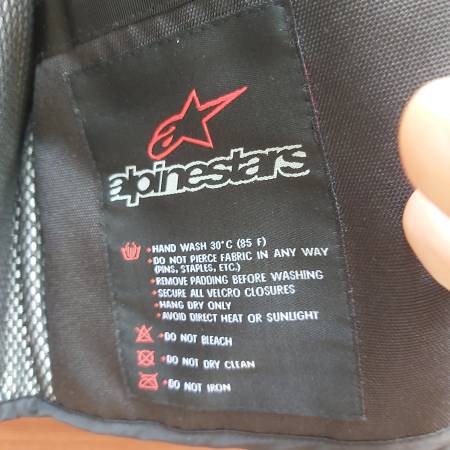 alpinestars
HAND WASH 30°C (85 F)
DO NOT PIERCE FABRIC IN ANY WAY
(PINS, STAPLES, ETC.)
REMOVE PADDING BEFORE WASHING
SECURE ALL VELCRO CLOSURES
HANG DRY ONLY
AVOID DIRECT HEAT OR SUNLIGHT
DO NOT BLEACH
DO NOT DRY CLEAN
DO NOT IRON